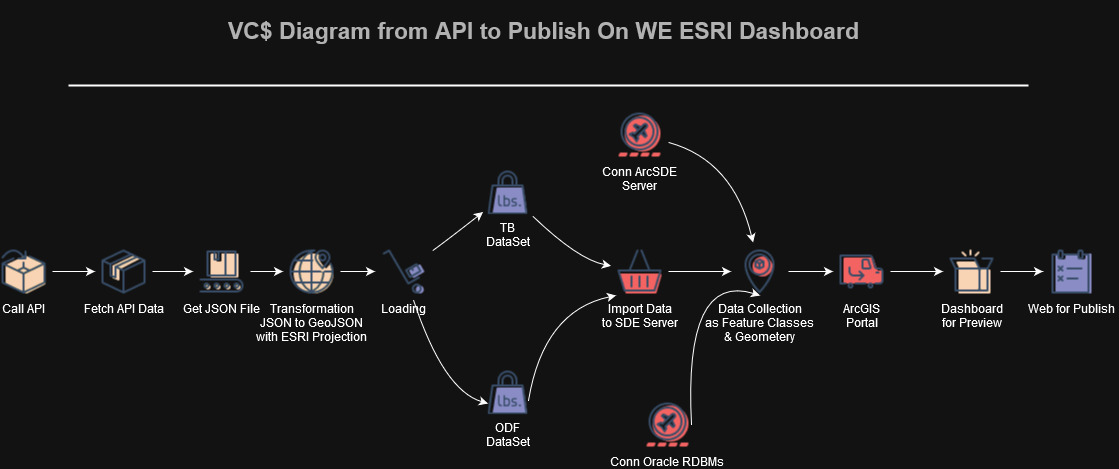 VC$ Diagram from API to Publish On WE ESRI Dashboard
Conn ArcSDE
Server
lbs.
TB
DataSet
Call API
Fetch API Data
Get JSON File
Transformation
JSON to GeoJSON
with ESRI Projection
Loading
Import Data
to SDE Server
Data Collection
as Feature Classes
& Geometery
ArcGIS
Portal
Dashboard
for Preview
Web for Publish
lbs.
ODF
DataSet
Conn Oracle RDBMs